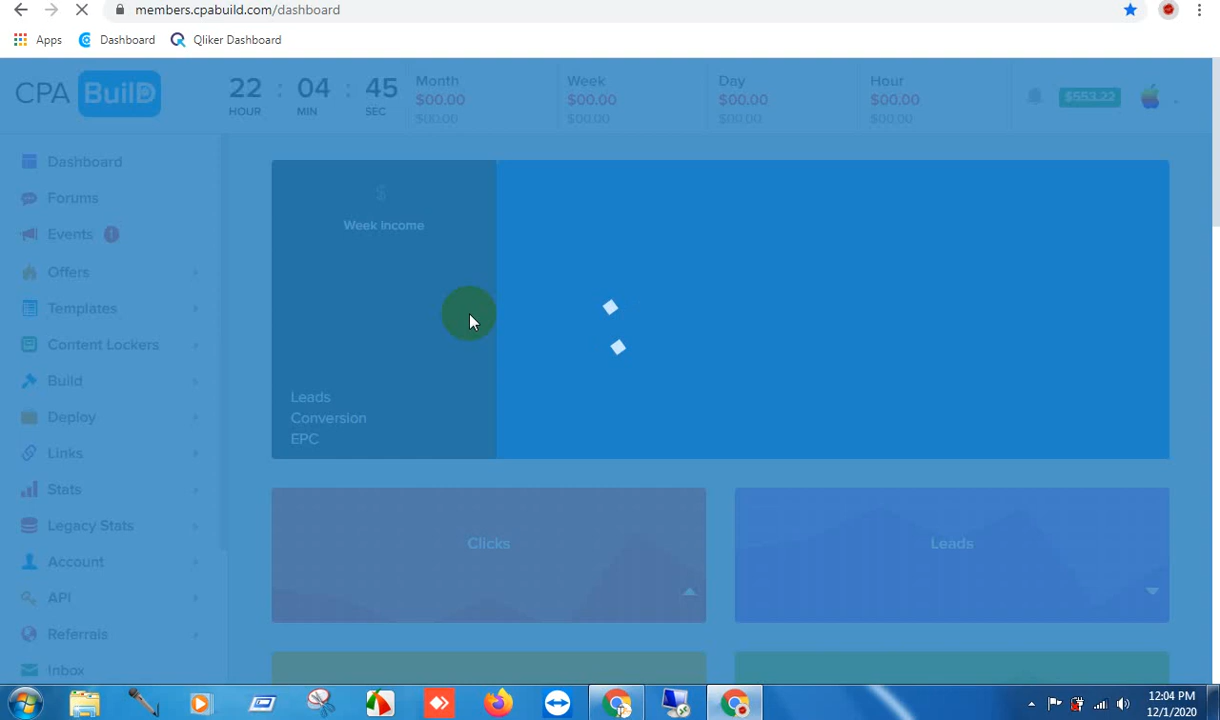 members.cpabuild.com/dashboard
Apps Dashboard Qliker Dashboard
CPA BuilD
22 : 04 : 45
HOUR MIN SEC
Month
$00.00
$00.00
Week
$00.00
$00.00
Day
$00.00
$00.00
Hour
$00.00
$00.00
$553.22
Dashboard
Forums
Events 1
Offers
Templates
Content Lockers
Build
Deploy
Links
Stats
Legacy Stats
Account
API
Referrals
Inbox
$
Week Income
Leads
Conversion
EPC
Clicks
Leads
12:04 PM
12/1/2020